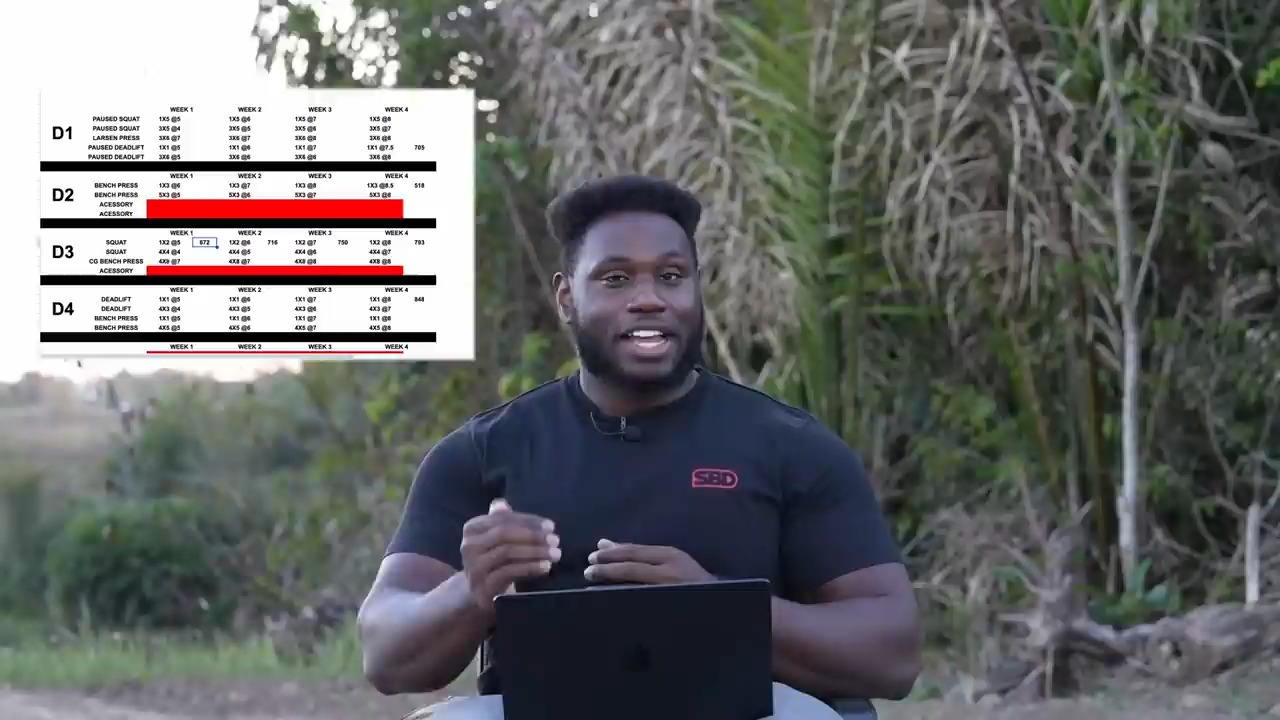 WEEK 1 WEEK 2 WEEK 3 WEEK 4
D1
PAUSED SQUAT 1X5 @5 1X5 @6 1X5 @7 1X5 @8
PAUSED SQUAT 3X5 @4 3X5 @5 3X5 @6 3X5 @7
LARSEN PRESS 3X6 @7 3X6 @7 3X6 @8 3X6 @8
PAUSED DEADLIFT 1X1 @5 1X1 @6 1X1 @7 1X1 @7.5 705
PAUSED DEADLIFT 3X6 @5 3X6 @6 3X6 @6 3X6 @8
WEEK 1 WEEK 2 WEEK 3 WEEK 4
D2
BENCH PRESS 1X3 @6 1X3 @7 1X3 @8 1X3 @8.5 518
BENCH PRESS 5X3 @5 5X3 @6 5X3 @7 5X3 @8
ACESSORY
ACESSORY
WEEK 1 WEEK 2 WEEK 3 WEEK 4
D3
SQUAT 1X2 @5 672 1X2 @6 716 1X2 @7 750 1X2 @8 793
SQUAT 4X4 @4 4X4 @5 4X4 @6 4X4 @7
CG BENCH PRESS 4X9 @7 4X8 @7 4X8 @8 4X8 @8
ACESSORY
WEEK 1 WEEK 2 WEEK 3 WEEK 4
D4
DEADLIFT 1X1 @5 1X1 @6 1X1 @7 1X1 @8 848
DEADLIFT 4X3 @4 4X3 @5 4X3 @6 4X3 @7
BENCH PRESS 1X1 @5 1X1 @6 1X1 @7 1X1 @8
BENCH PRESS 4X5 @5 4X5 @6 4X5 @7 4X5 @8
WEEK 1 WEEK 2 WEEK 3 WEEK 4
SBD